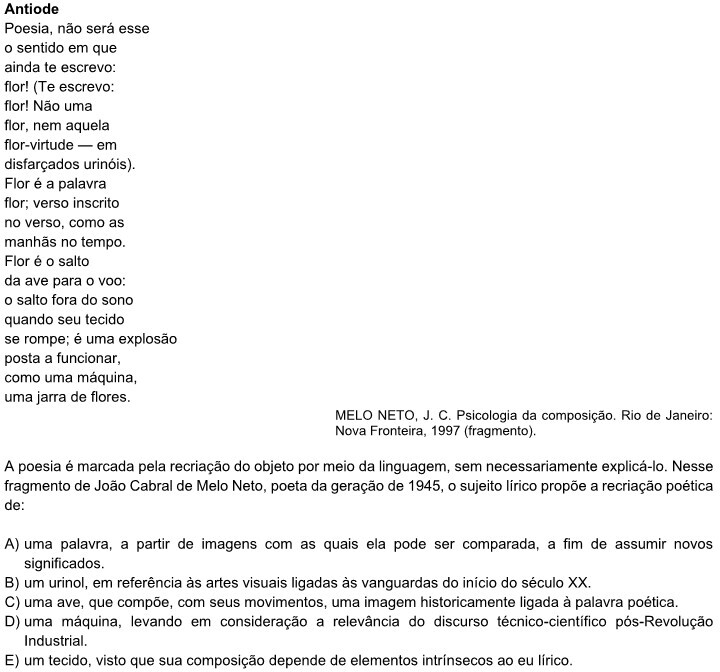 Antiode
Poesia, não será esse
o sentido em que
ainda te escrevo:
flor! (Te escrevo:
flor! Não uma
flor, nem aquela
flor-virtude — em
disfarçados urinóis).
Flor é a palavra
flor; verso inscrito
no verso, como as
manhãs no tempo.
Flor é o salto
da ave para o voo:
o salto fora do sono
quando seu tecido
se rompe; é uma explosão
posta a funcionar,
como uma máquina,
uma jarra de flores.
MELO NETO, J. C. Psicologia da composição. Rio de Janeiro:
Nova Fronteira, 1997 (fragmento).
A poesia é marcada pela recriação do objeto por meio da linguagem, sem necessariamente explicá-lo. Nesse
fragmento de João Cabral de Melo Neto, poeta da geração de 1945, o sujeito lírico propõe a recriação poética
de:
A) uma palavra, a partir de imagens com as quais ela pode ser comparada, a fim de assumir novos
significados.
B) um urinol, em referência às artes visuais ligadas às vanguardas do início do século XX.
C) uma ave, que compõe, com seus movimentos, uma imagem historicamente ligada à palavra poética.
D) uma máquina, levando em consideração a relevância do discurso técnico-científico pós-Revolução
Industrial.
E) um tecido, visto que sua composição depende de elementos intrínsecos ao eu lírico.